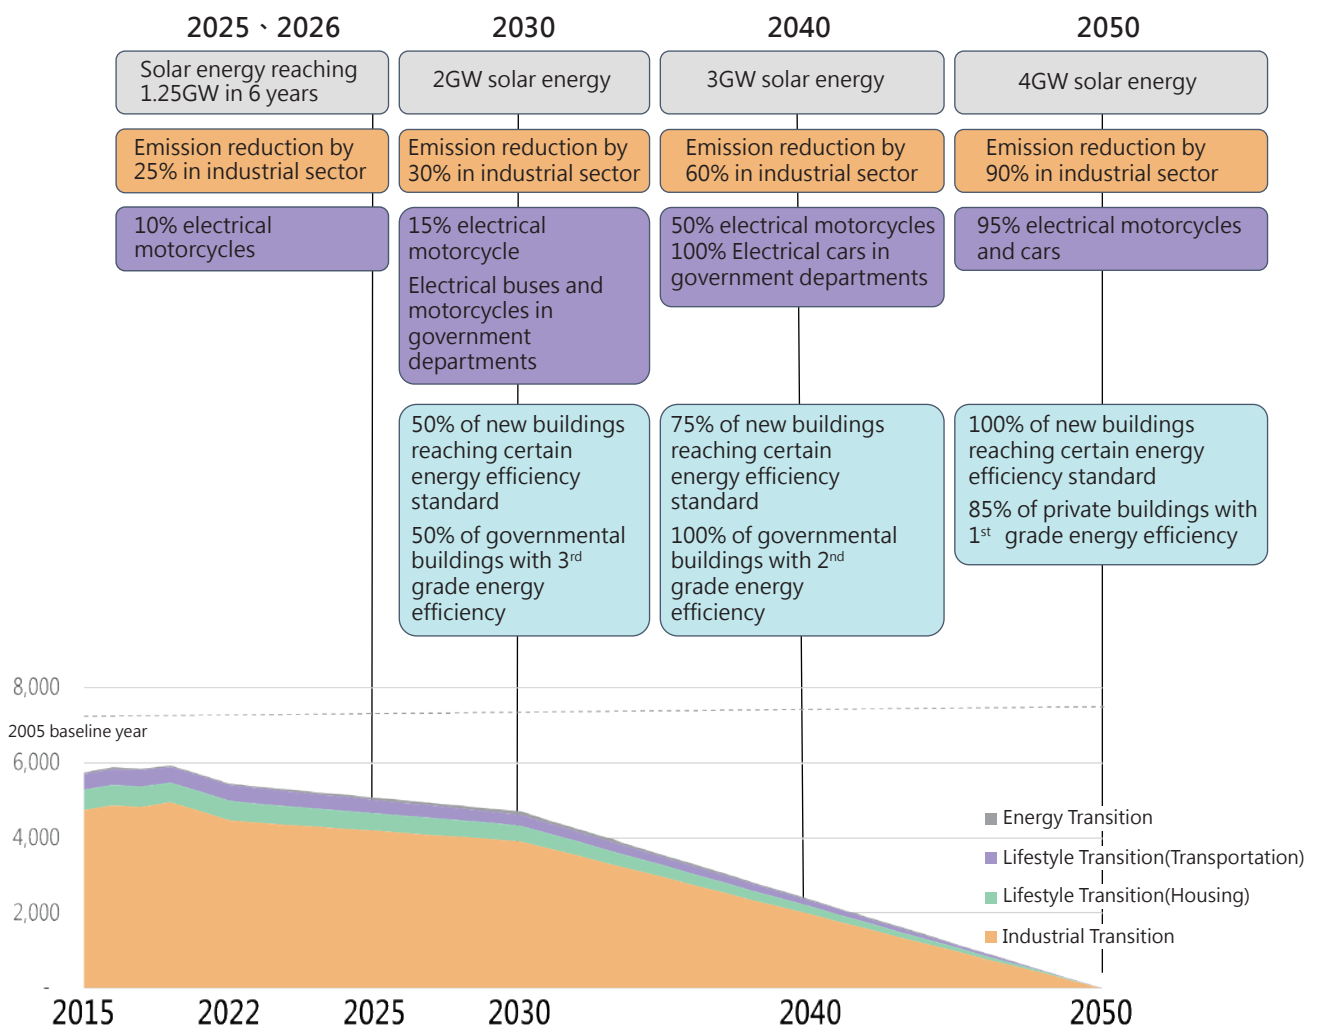 2025、2026
2030
2040
2050
Solar energy reaching
1.25GW in 6 years
2GW solar energy
3GW solar energy
4GW solar energy
Emission reduction by
25% in industrial sector
Emission reduction by
30% in industrial sector
Emission reduction by
60% in industrial sector
Emission reduction by
90% in industrial sector
10% electrical
motorcycles
15% electrical
motorcycle
Electrical buses and
motorcycles in
government
departments
50% electrical motorcycles
100% Electrical cars in
government departments
95% electrical motorcycles
and cars
50% of new buildings
reaching certain
energy efficiency
standard
50% of governmental
buildings with 3rd
grade energy
efficiency
75% of new buildings
reaching certain
energy efficiency
standard
100% of governmental
buildings with 2nd
grade energy
efficiency
100% of new buildings
reaching certain energy
efficiency standard
85% of private buildings with
1st grade energy efficiency
8,000
2005 baseline year
6,000
4,000
2,000
-
Energy Transition
Lifestyle Transition(Transportation)
Lifestyle Transition(Housing)
Industrial Transition
2015
2022
2025
2030
2040
2050